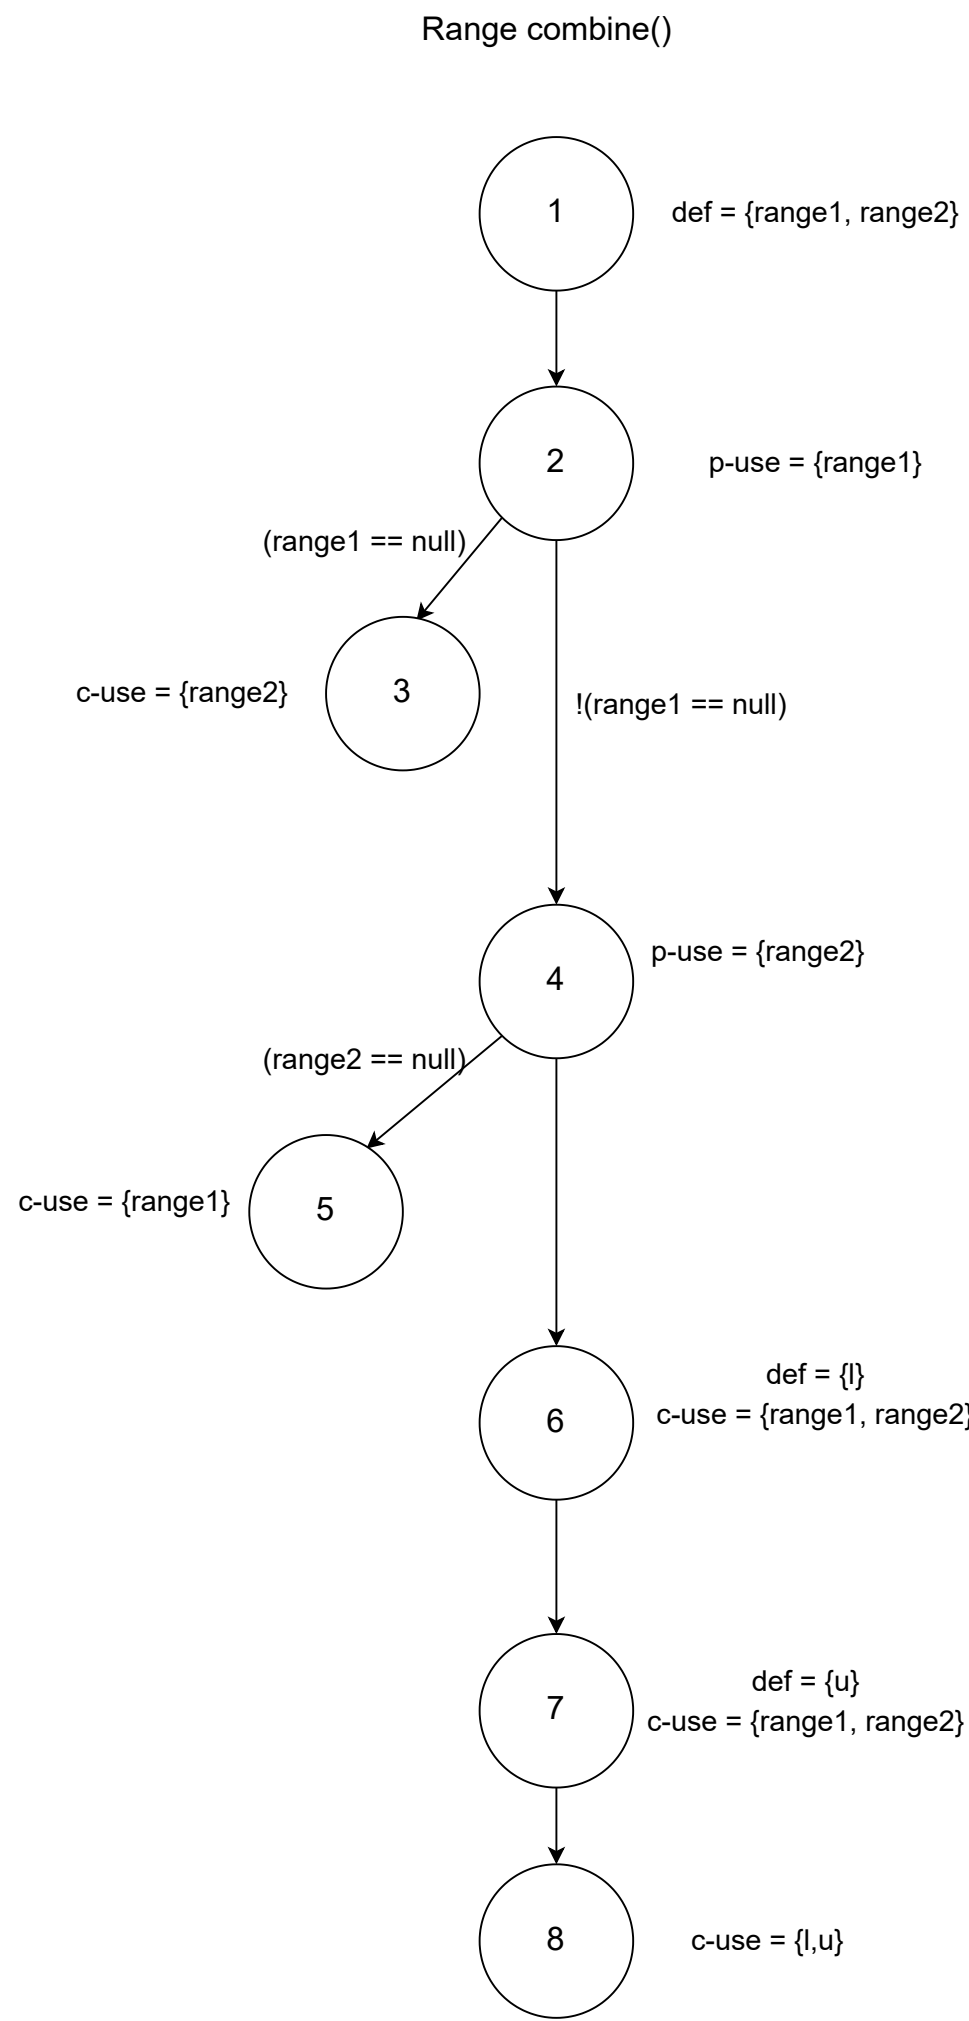 Range combine()
1
def = {range1, range2}
2
p-use = {range1}
(range1 == null)
3
c-use = {range2}
!(range1 == null)
4
p-use = {range2}
(range2 == null)
5
c-use = {range1}
6
def = {l}
c-use = {range1, range2}
7
def = {u}
c-use = {range1, range2}
8
c-use = {l,u}